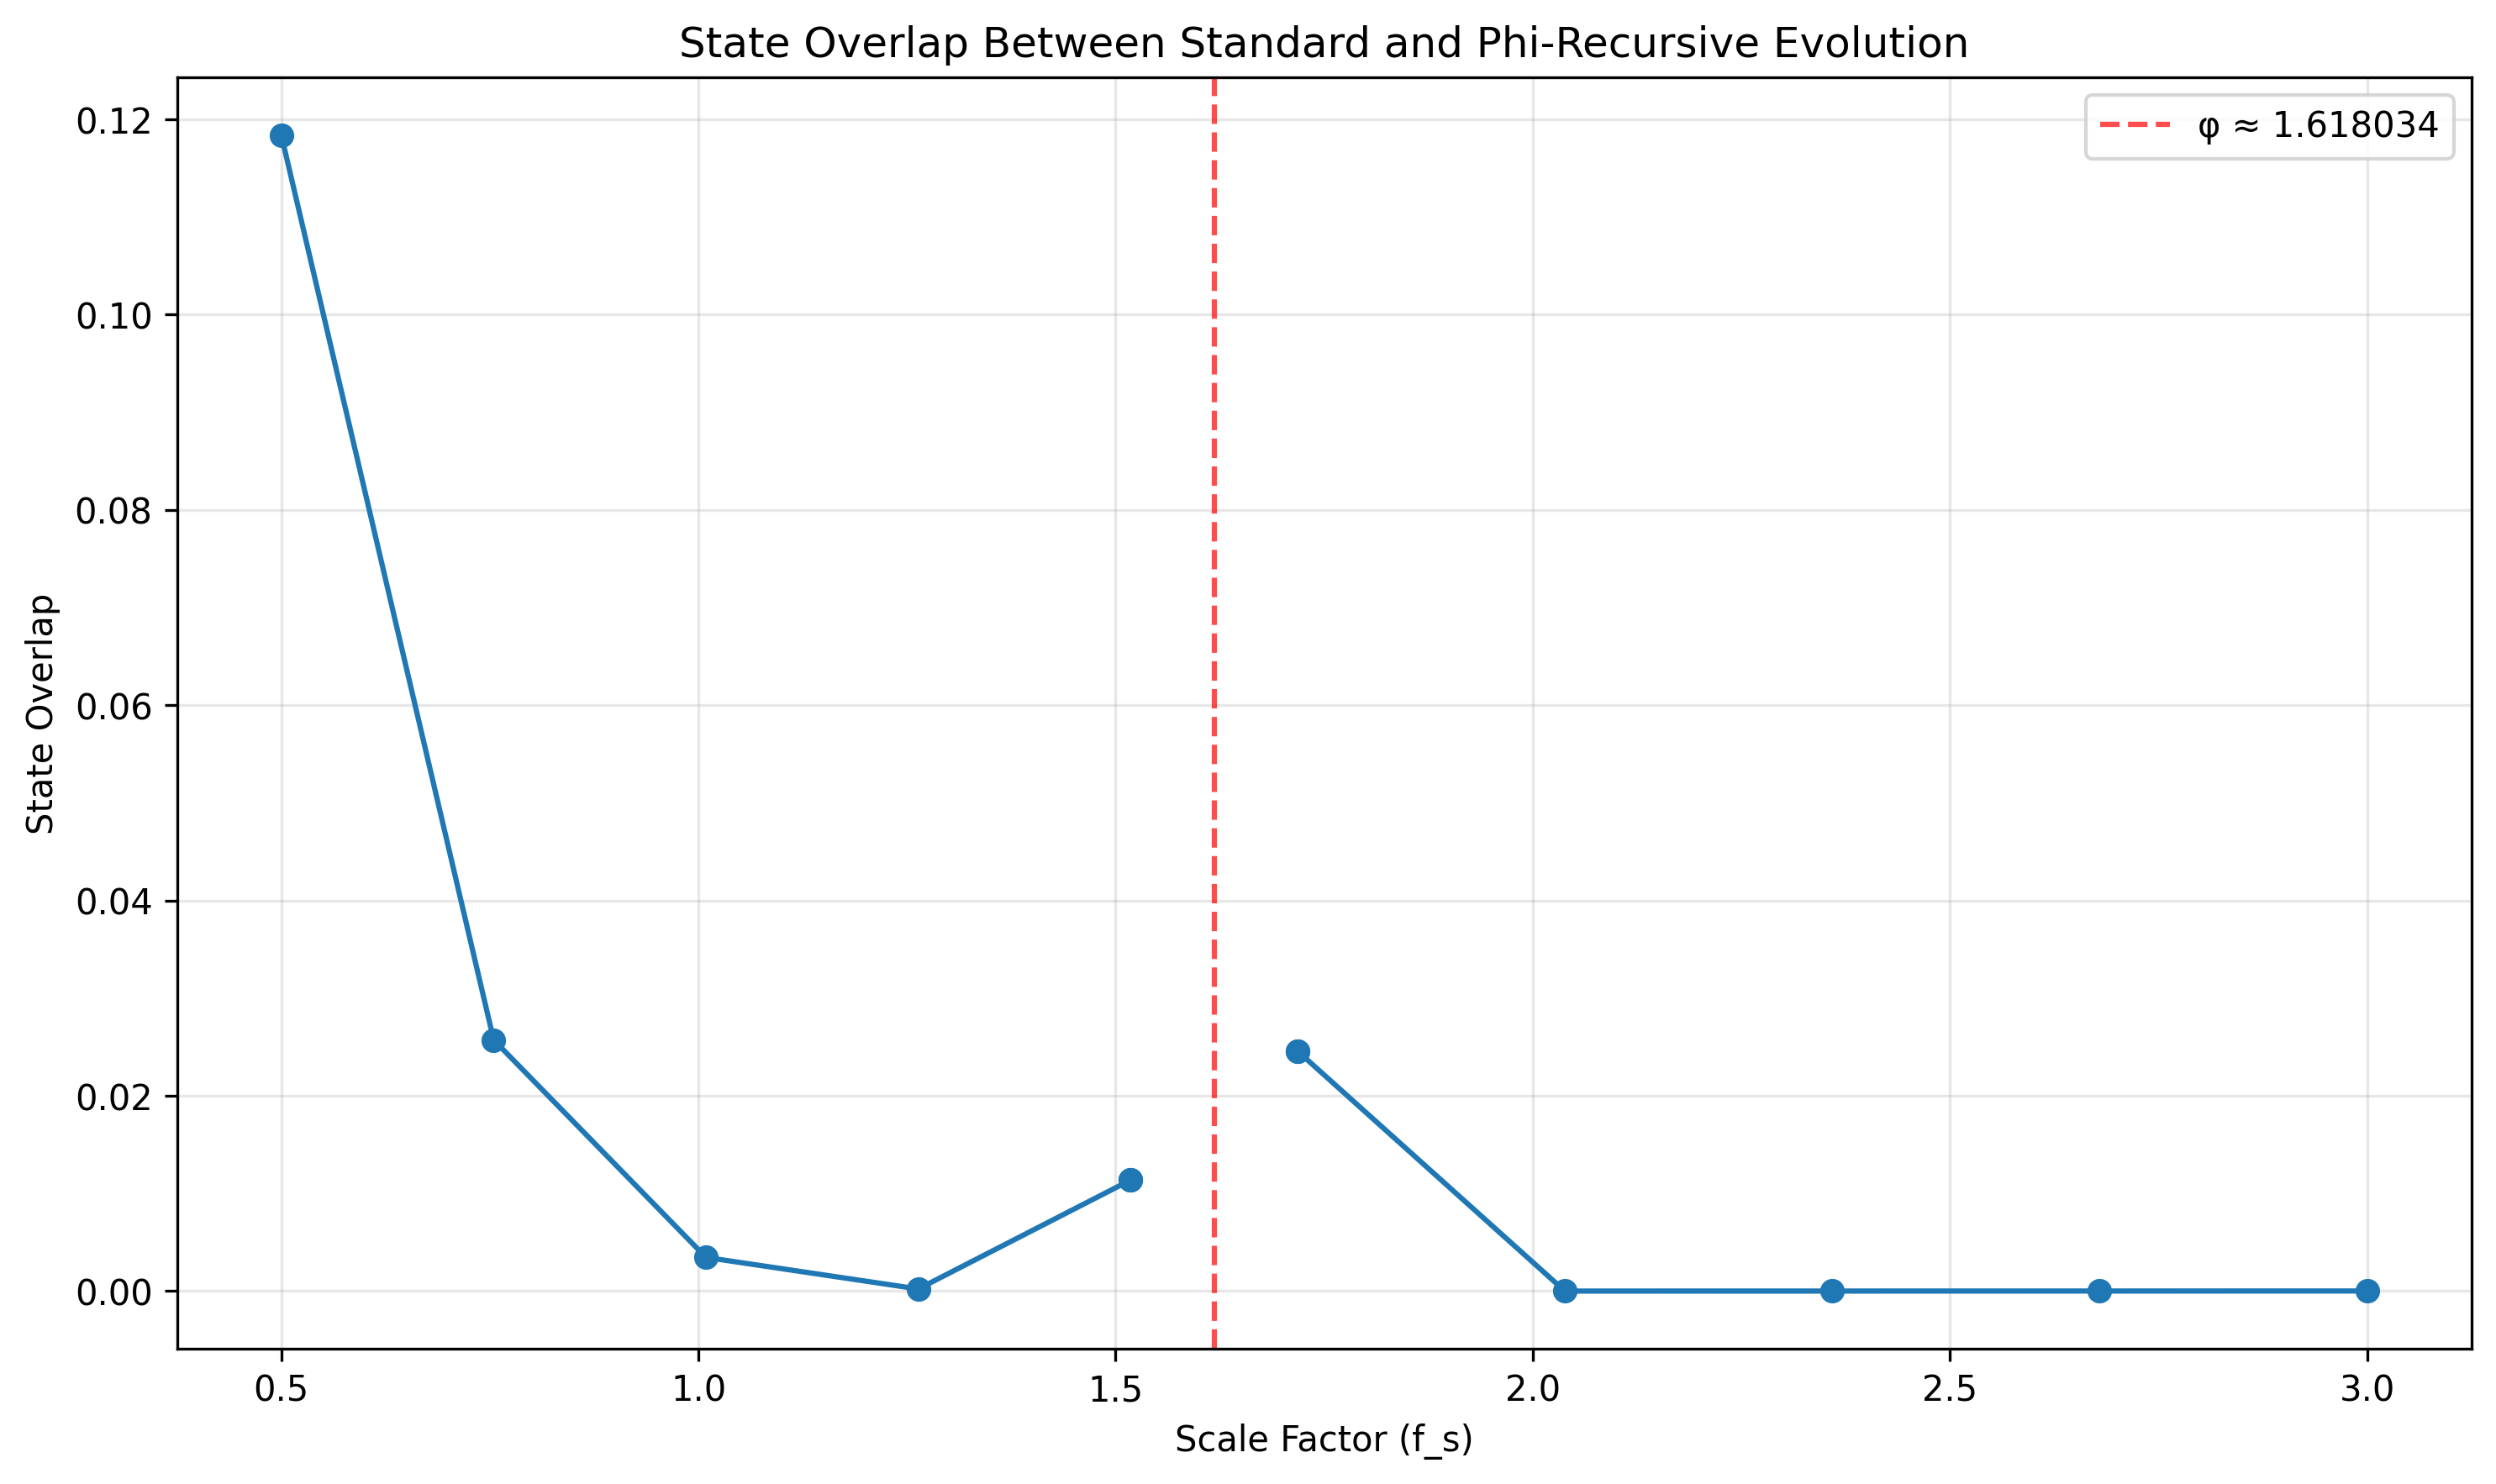 State Overlap Between Standard and Phi-Recursive Evolution
φ ≈ 1.618034
State Overlap
0.12
0.10
0.08
0.06
0.04
0.02
0.00
0.5 1.0 1.5 2.0 2.5 3.0
Scale Factor (f_s)